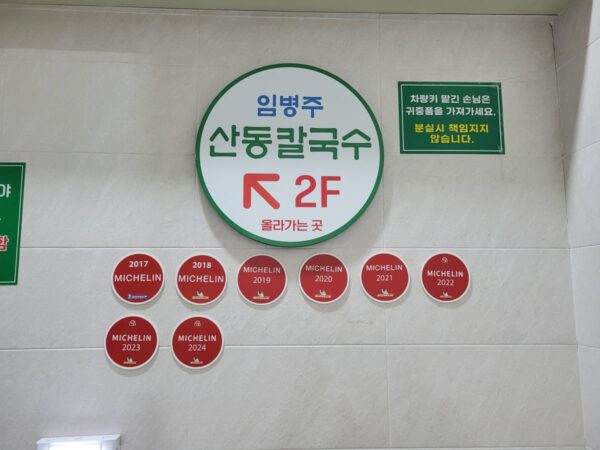 임병주
산동칼국수
2F
올라가는 곳
차량키 맡긴 손님은
귀중품을 가져가세요.
분실시 책임지지
않습니다.
야
함
2017
MICHELIN
2018
MICHELIN
MICHELIN
2019
MICHELIN
2020
MICHELIN
2021
MICHELIN
2022
MICHELIN
2023
MICHELIN
2024